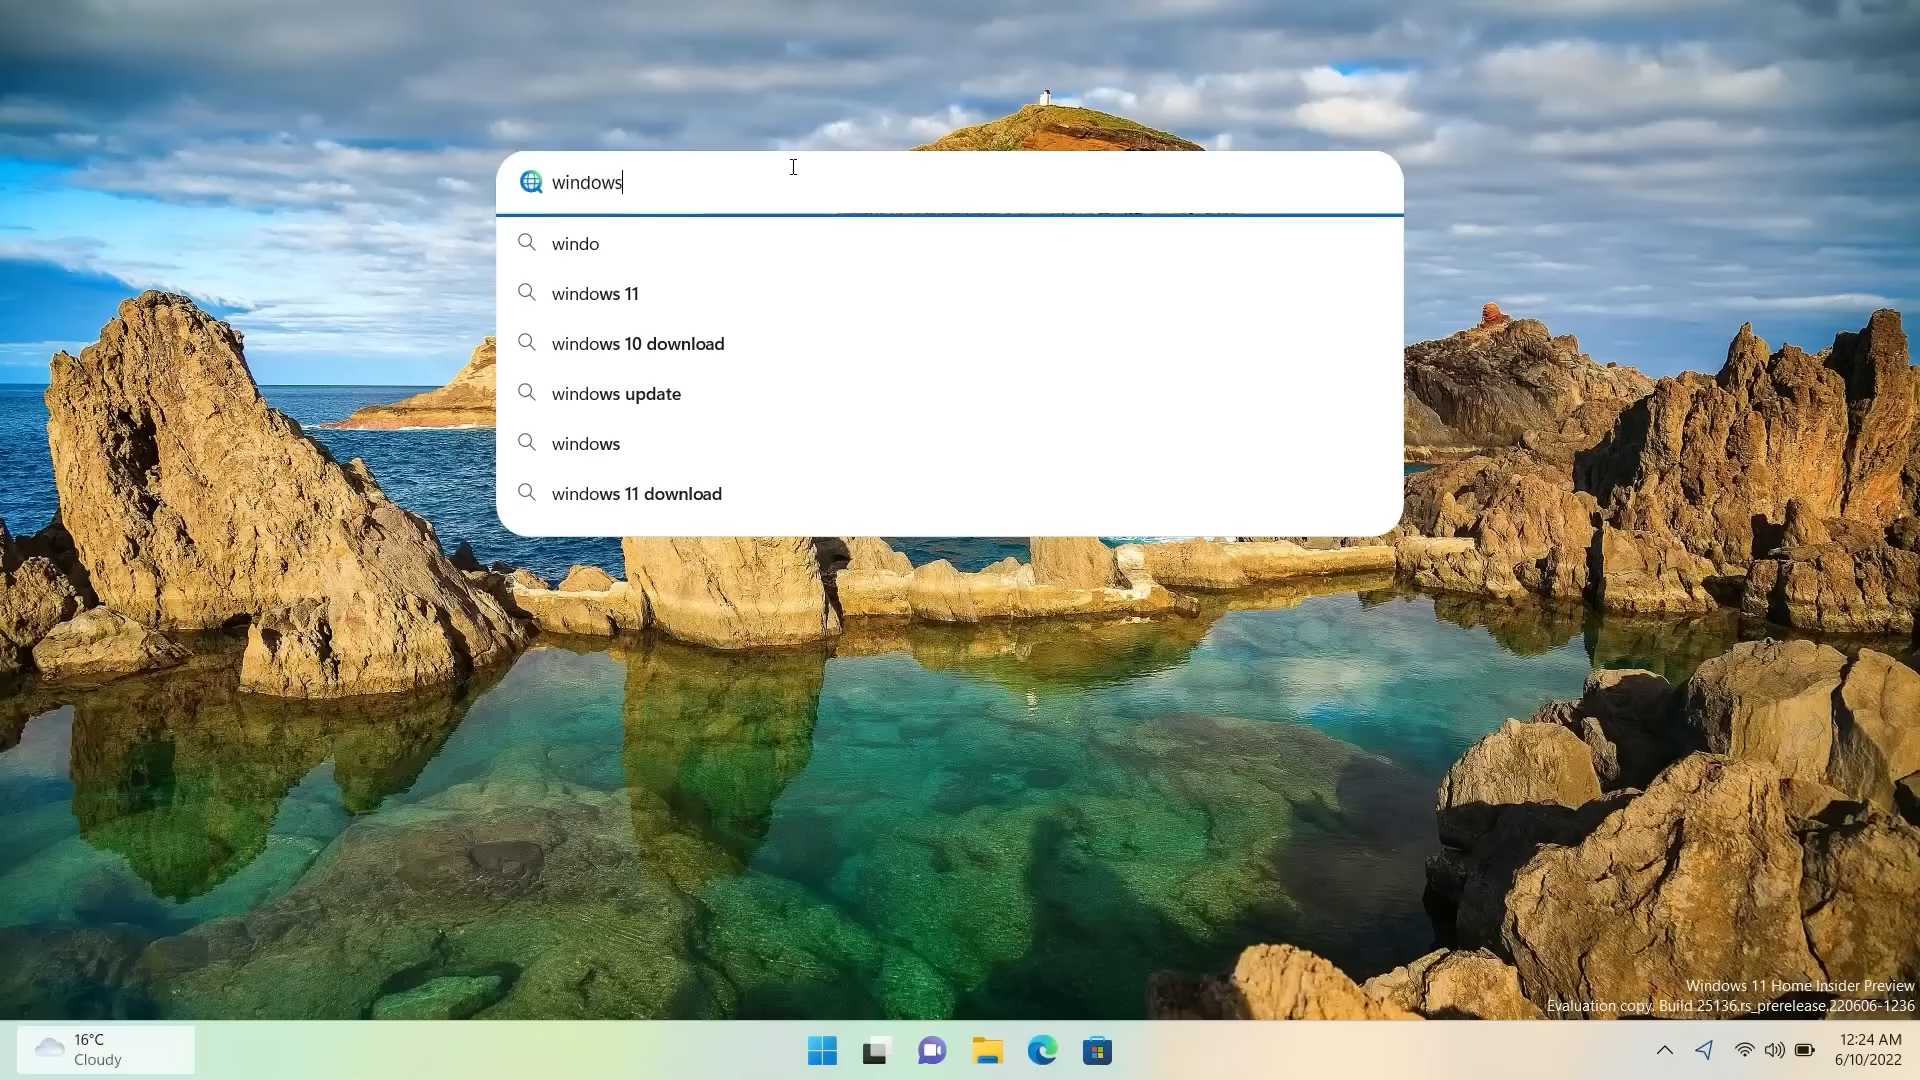 windows
windo
windows 11
windows 10 download
windows update
windows
windows 11 download
Windows 11 Home Insider Preview
Evaluation copy. Build 25136.rs_prerelease.220606-1236
16°C
Cloudy
12:24 AM
6/10/2022